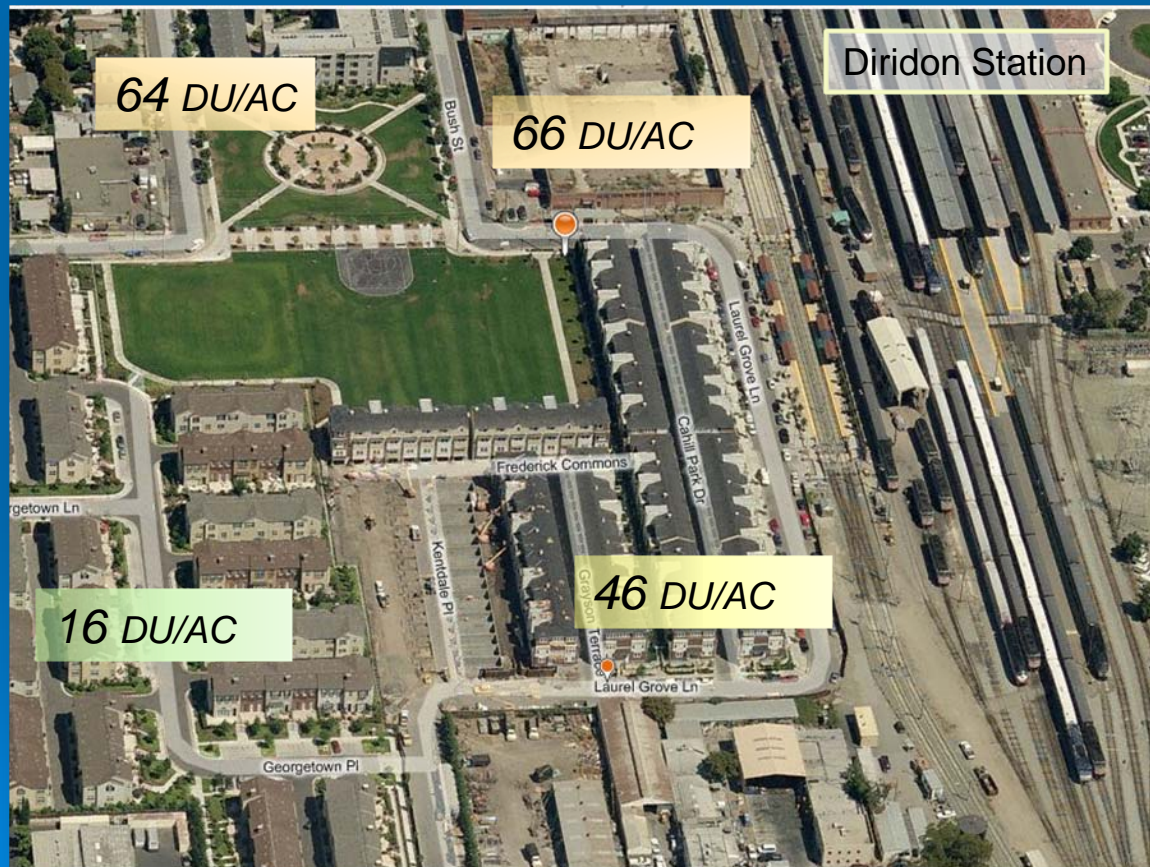 Diridon Station
64 DU/AC
Bush St
66 DU/AC
Laurel Grove Ln
Cahill Park Dr
Frederick Commons
rgetown Ln
Kentdale Pl
Grayson Terrace
46 DU/AC
16 DU/AC
Laurel Grove Ln
Georgetown Pl